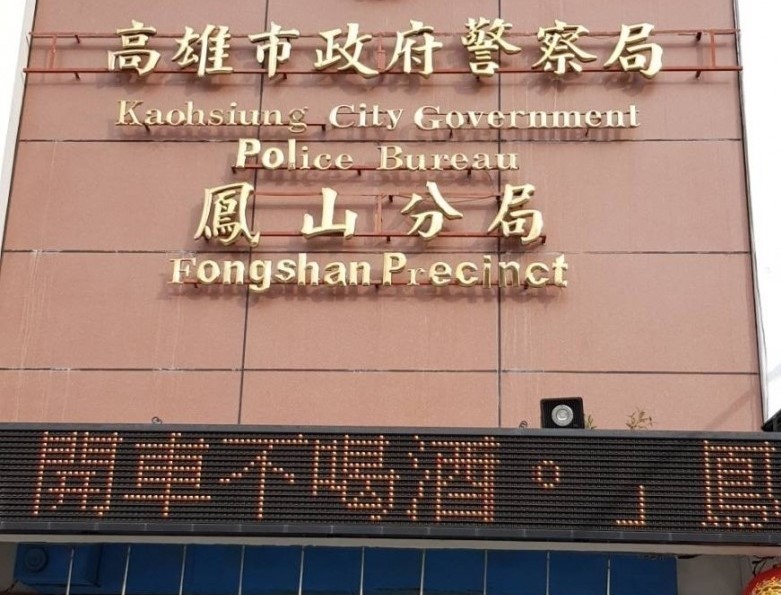 高雄市政府警察局
Kaohsiung City Government
Police Bureau
鳳山分局
Fongshan Precinct
開車不喝酒。」鳳